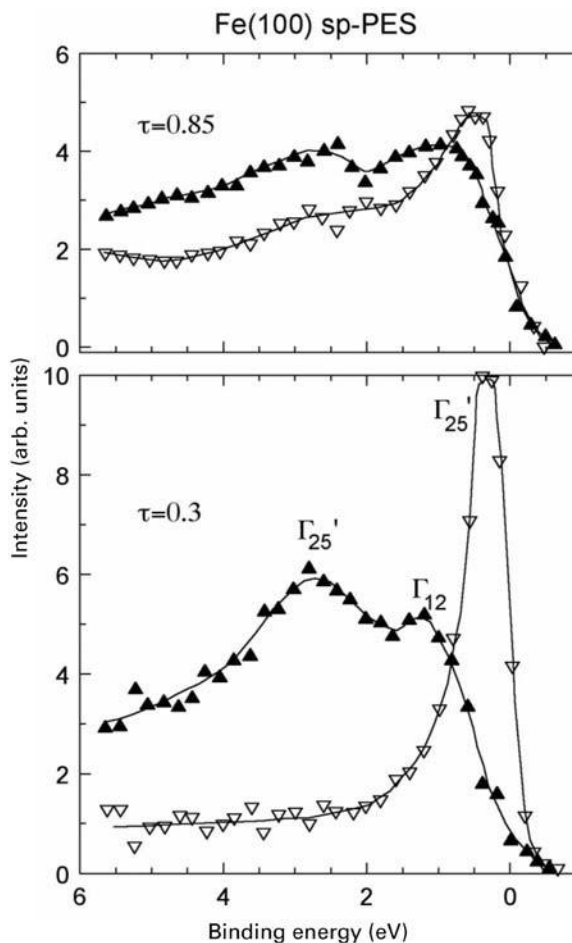 Fe(100) sp-PES
6
τ=0.85
4
2
0
10
Γ25'
8
τ=0.3
Γ25'
6
Γ12
4
2
0
6 4 2 0
Binding energy (eV)
Intensity (arb. units)